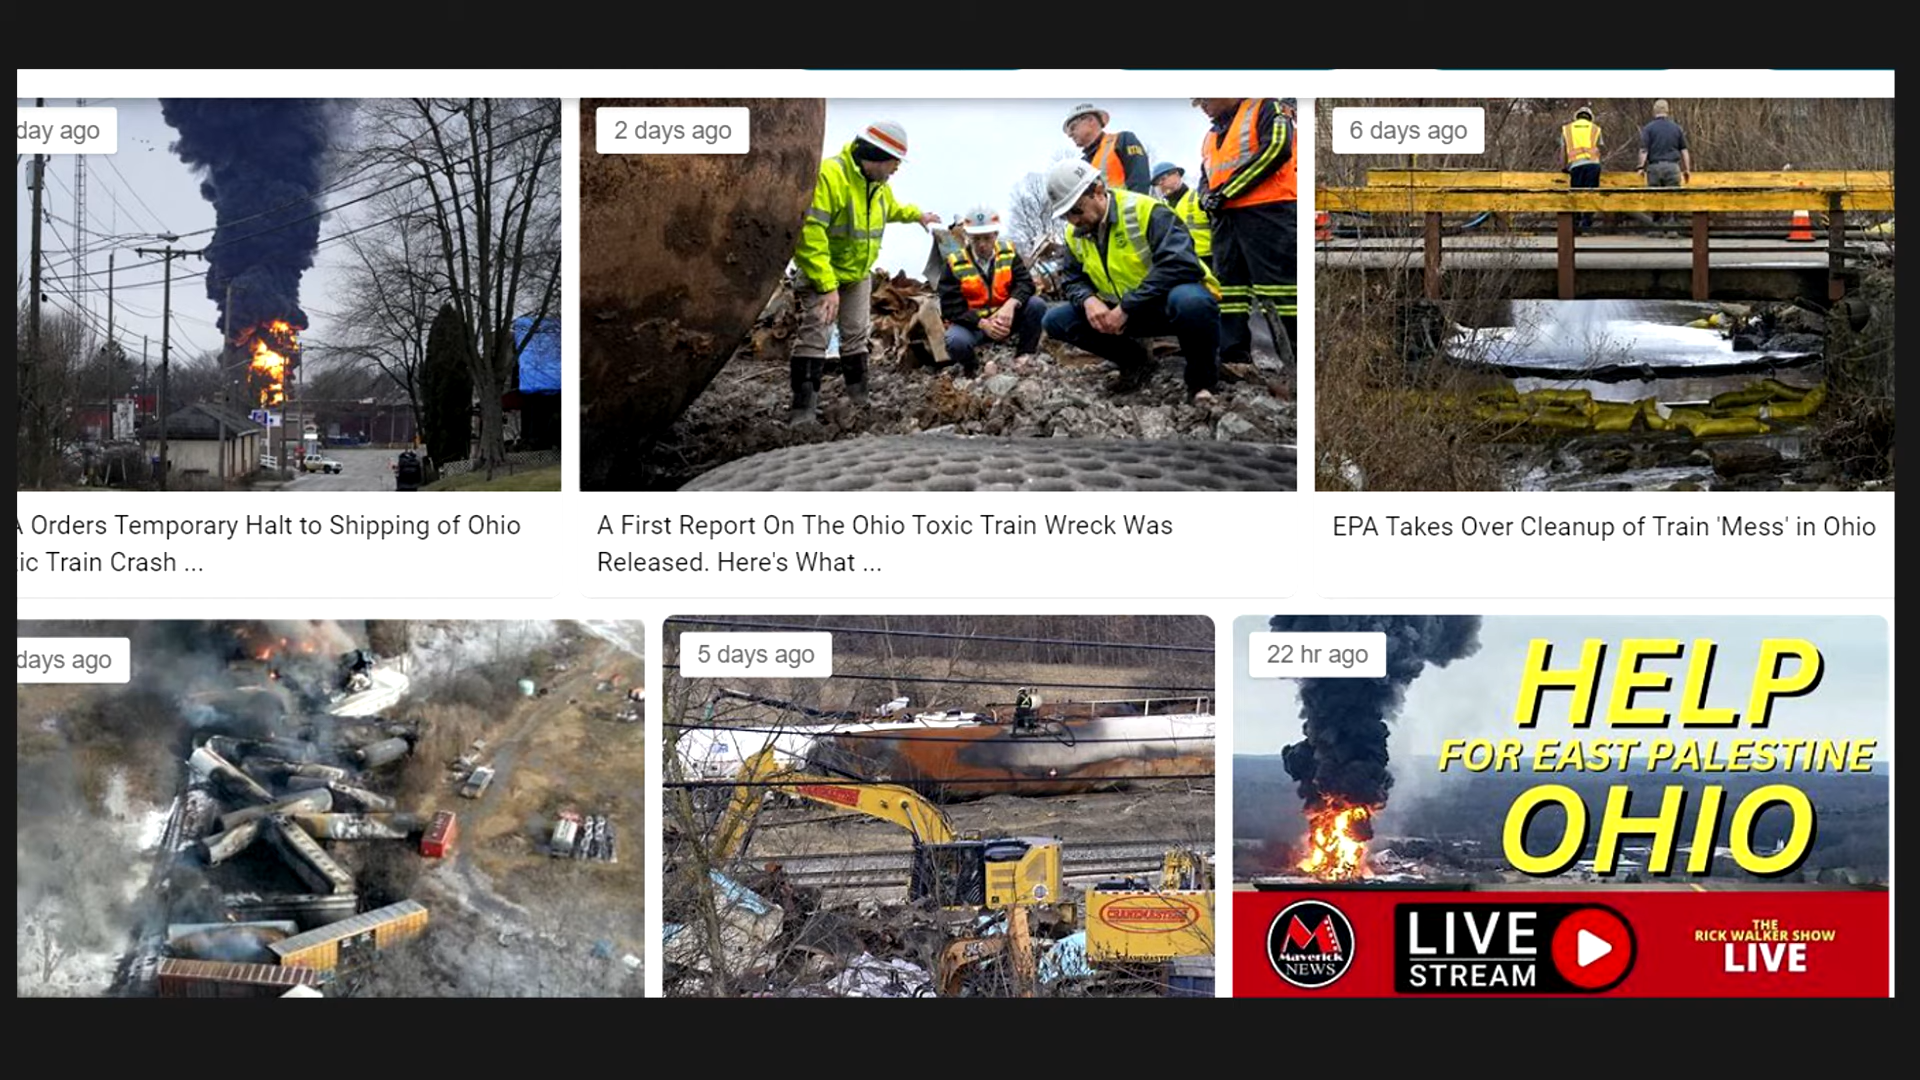 day ago
2 days ago
6 days ago
A Orders Temporary Halt to Shipping of Ohio
ic Train Crash ...
A First Report On The Ohio Toxic Train Wreck Was
Released. Here's What ...
EPA Takes Over Cleanup of Train 'Mess' in Ohio
days ago
5 days ago
22 hr ago
HELP
FOR EAST PALESTINE
OHIO
CRANEMASTERS
M
Maverick
NEWS
LIVE
STREAM
THE
RICK WALKER SHOW
LIVE